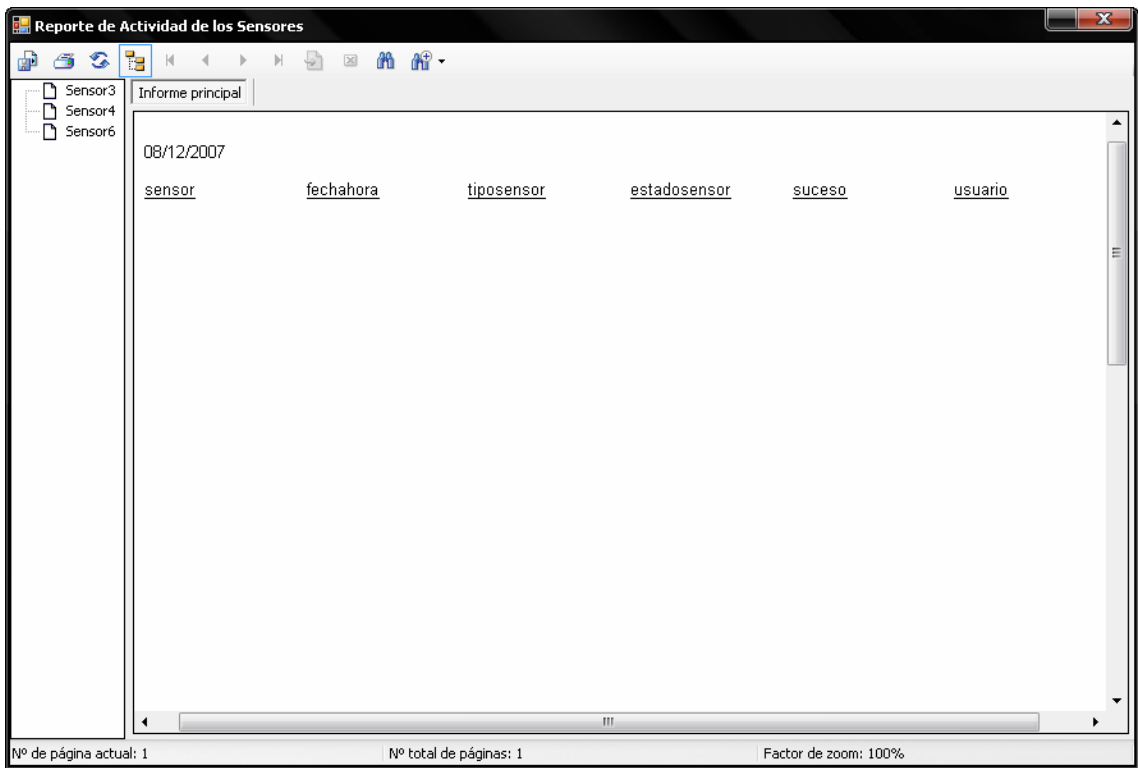 Reporte de Actividad de los Sensores
Sensor3
Sensor4
Sensor6
Informe principal
08/12/2007
sensor fechahora tiposensor estadosensor suceso usuario
Nº de página actual: 1 Nº total de páginas: 1 Factor de zoom: 100%